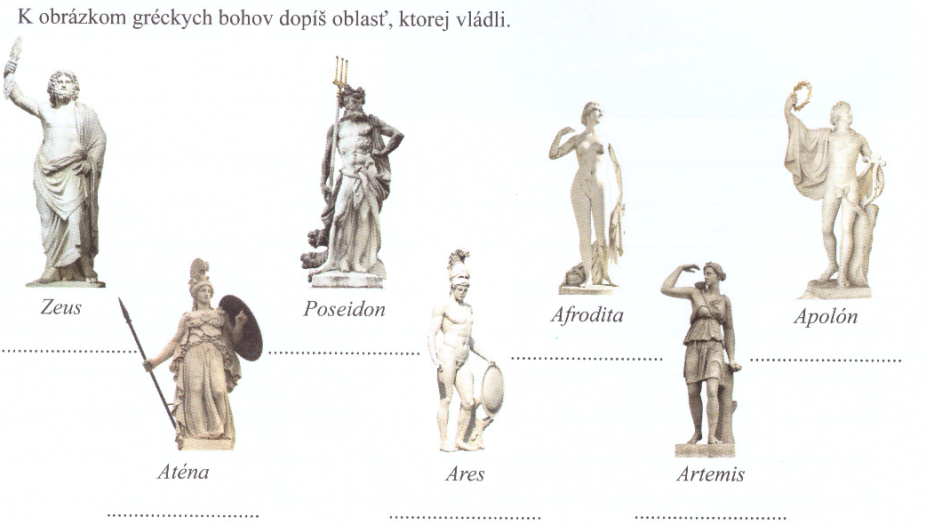 K obrázkom gréckych bohov dopíš oblasť, ktorej vládli.
Zeus
Poseidon
Afrodita
Apolón
Aténa
Ares
Artemis